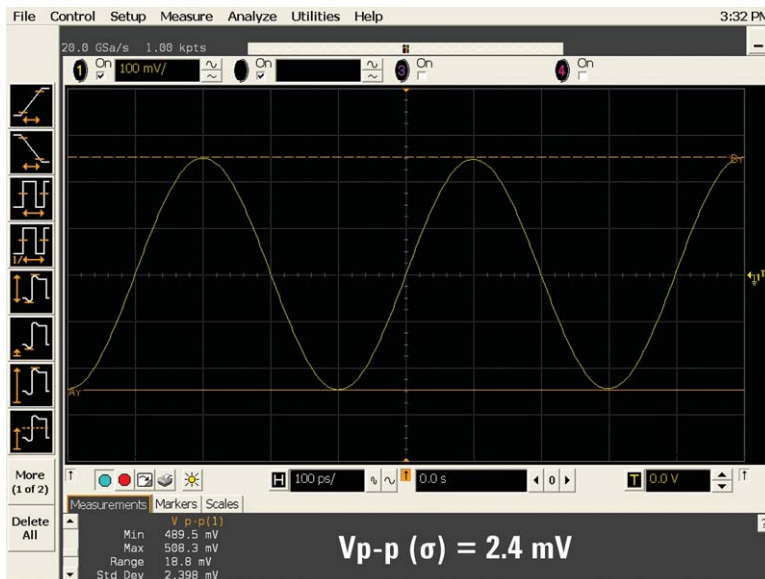 File Control Setup Measure Analyze Utilities Help 3:32 PM
20.0 GSa/s 1.00 kpts
1 On 100 mV/ On 3 On 4 On
By
Ay
1 T
More
(1 of 2)
Delete
All
H 100 ps/ T 0.0 s 0 T 0.0 V
Measurements Markers Scales
V p-p(1)
Min 489.5 mV
Max 508.3 mV
Range 18.8 mV
Std Dev 2.398 mV
Vp-p (σ) = 2.4 mV
?